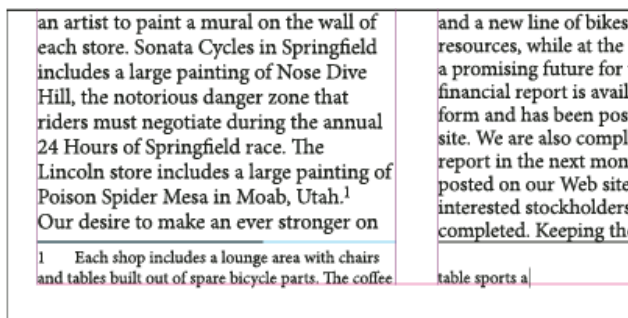 an artist to paint a mural on the wall of
each store. Sonata Cycles in Springfield
includes a large painting of Nose Dive
Hill, the notorious danger zone that
riders must negotiate during the annual
24 Hours of Springfield race. The
Lincoln store includes a large painting of
Poison Spider Mesa in Moab, Utah.¹
Our desire to make an ever stronger on
1 Each shop includes a lounge area with chairs
and tables built out of spare bicycle parts. The coffee
and a new line of bikes
resources, while at the
a promising future for
financial report is avail
form and has been pos
site. We are also compl
report in the next mon
posted on our Web site
interested stockholders
completed. Keeping the
table sports a